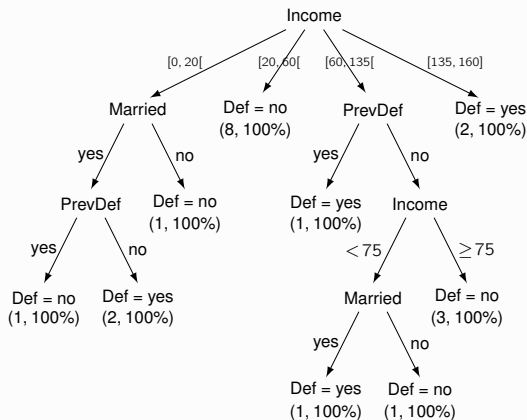 Income
[0, 20[
[20, 60[
[60, 135[
[135, 160]
Married
Def = no
(8, 100%)
PrevDef
Def = yes
(2, 100%)
yes
no
yes
no
PrevDef
Def = no
(1, 100%)
Def = yes
(1, 100%)
Income
yes
no
< 75
≥ 75
Def = no
(1, 100%)
Def = yes
(2, 100%)
Married
Def = no
(3, 100%)
yes
no
Def = yes
(1, 100%)
Def = no
(1, 100%)